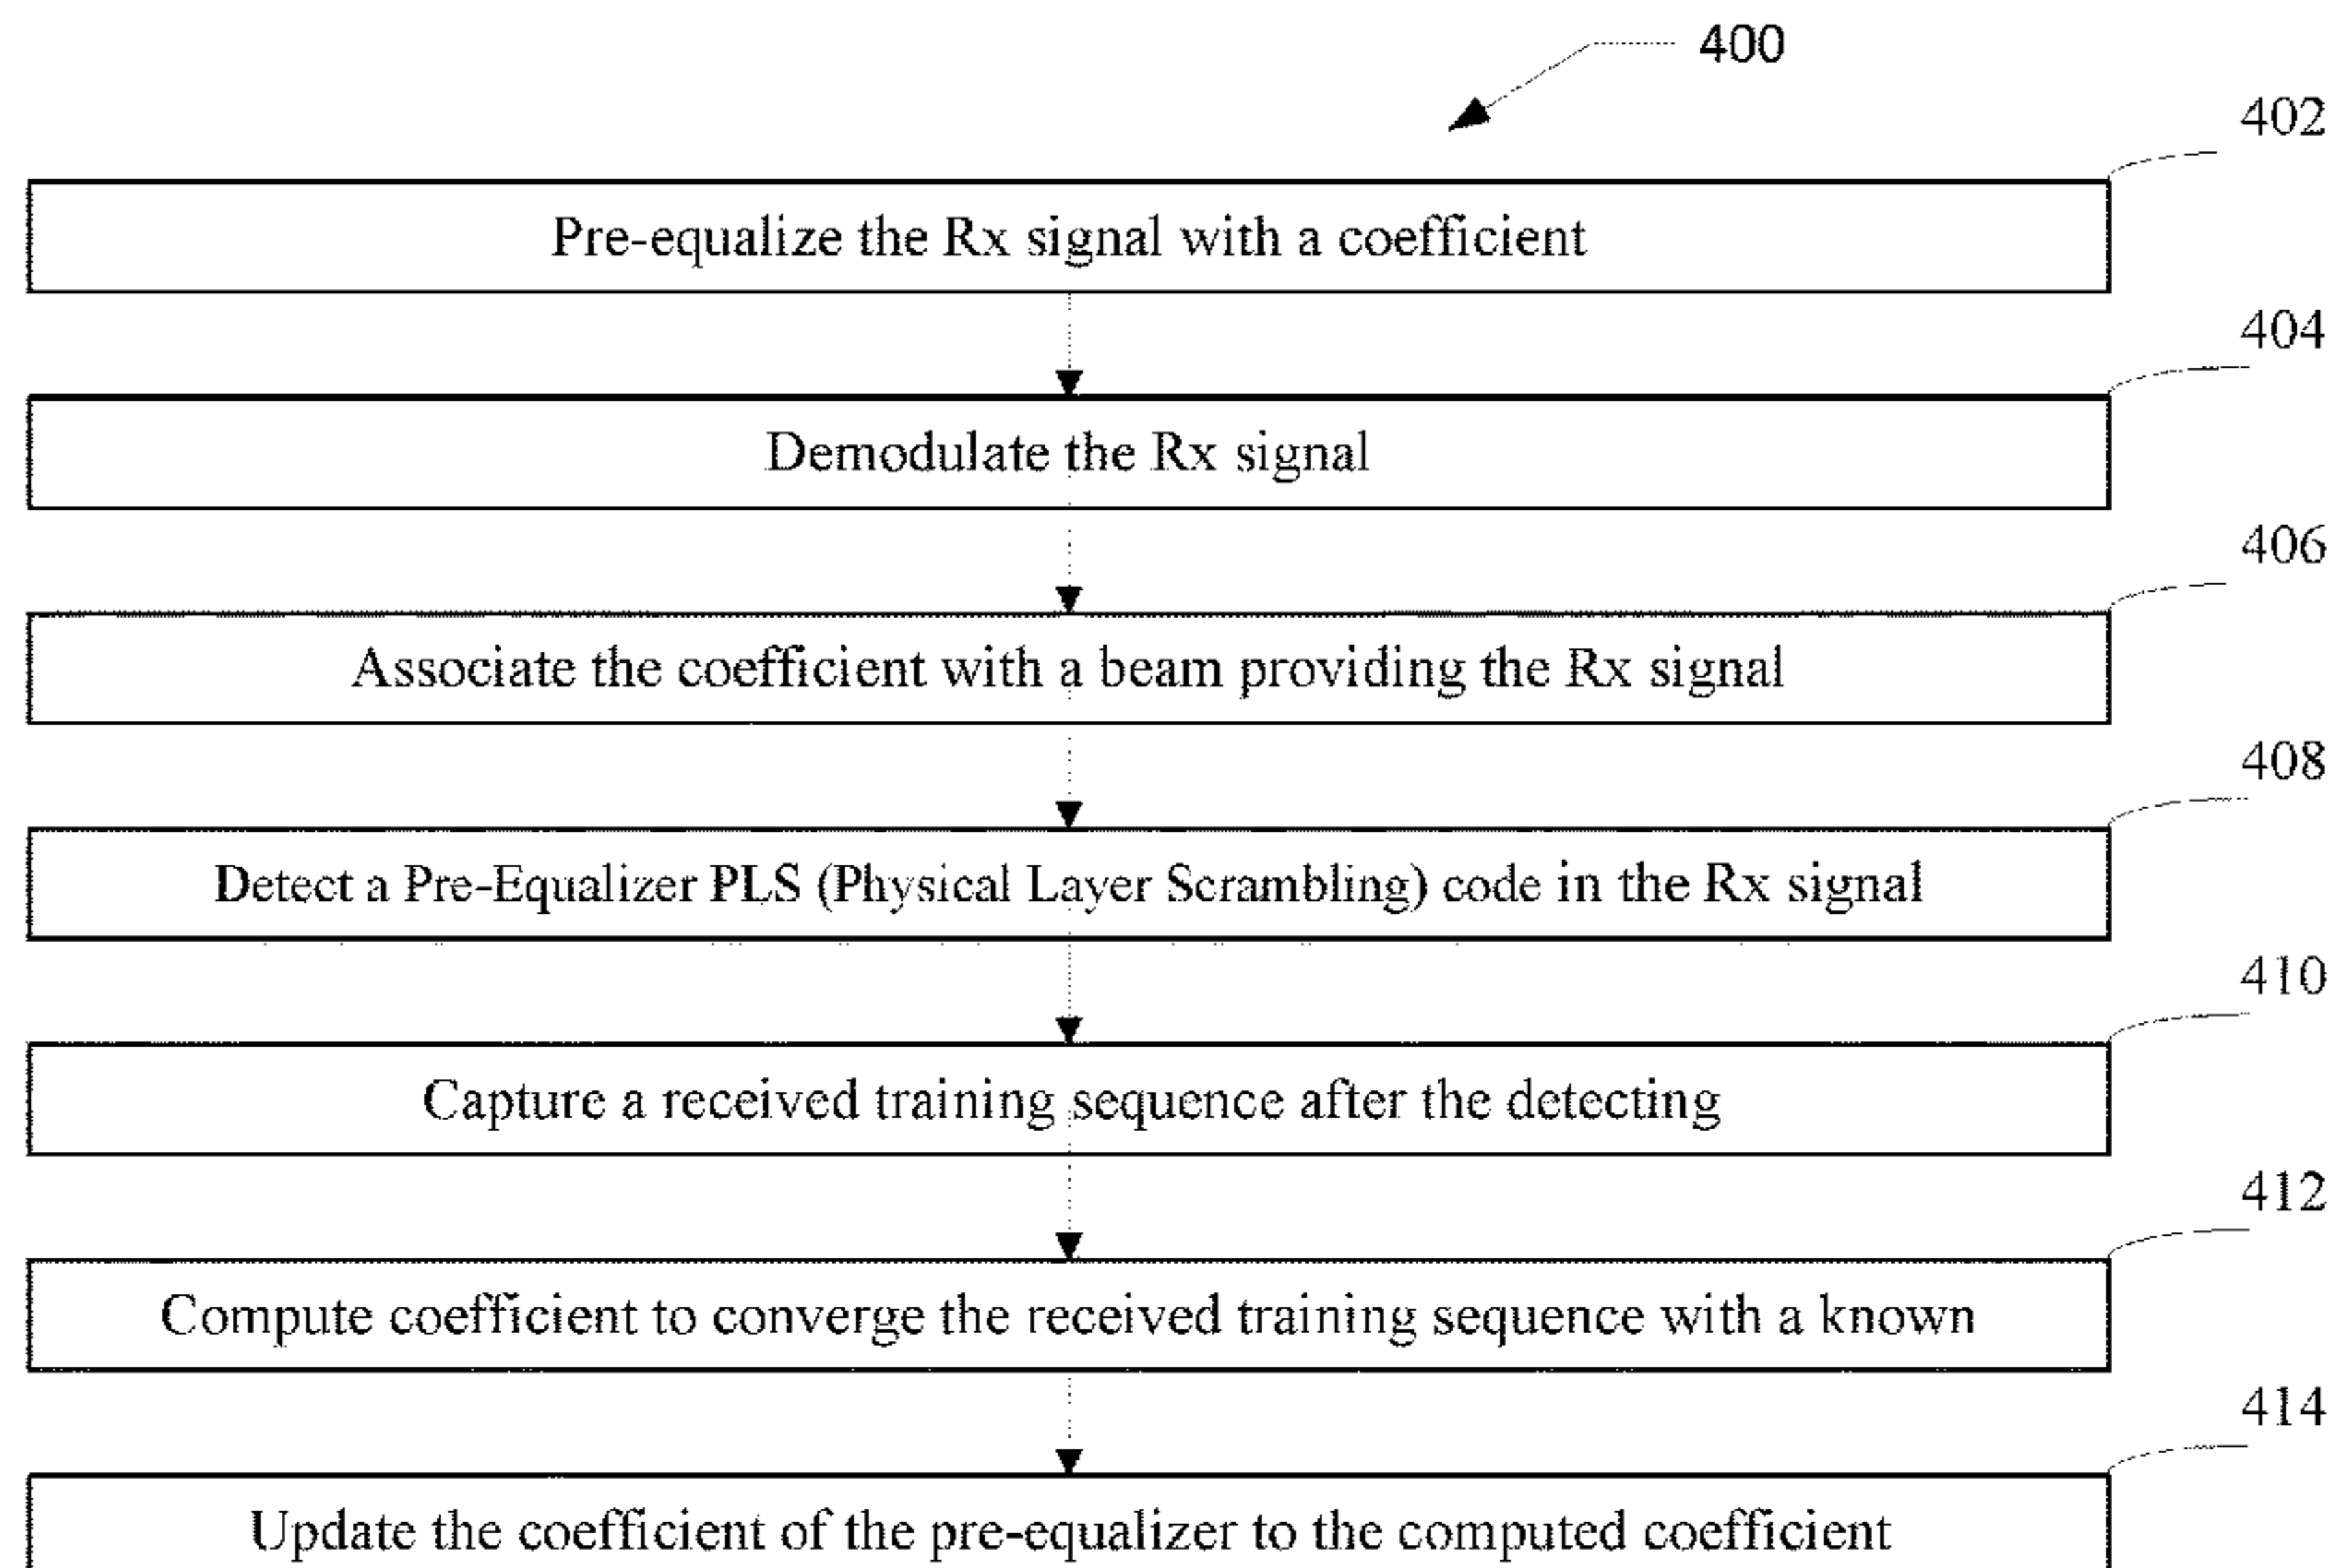 400
402
Pre-equalize the Rx signal with a coefficient
404
Demodulate the Rx signal
406
Associate the coefficient with a beam providing the Rx signal
408
Detect a Pre-Equalizer PLS (Physical Layer Scrambling) code in the Rx signal
410
Capture a received training sequence after the detecting
412
Compute coefficient to converge the received training sequence with a known
414
Update the coefficient of the pre-equalizer to the computed coefficient